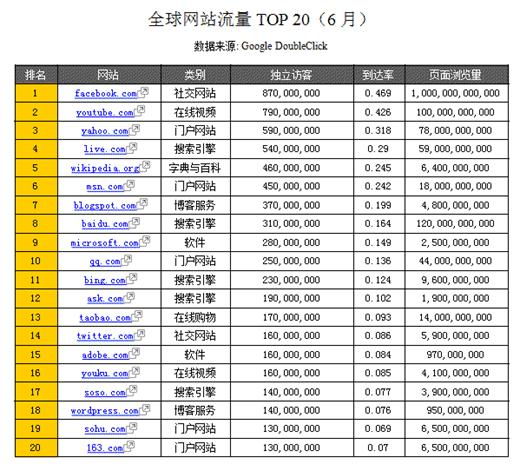 全球网站流量 TOP 20（6 月）
数据来源: Google DoubleClick
排名 网站 类别 独立访客 到达率 页面浏览量
1 facebook.com 社交网站 870,000,000 0.469 1,000,000,000,000
2 youtube.com 在线视频 790,000,000 0.426 100,000,000,000
3 yahoo.com 门户网站 590,000,000 0.318 78,000,000,000
4 live.com 搜索引擎 540,000,000 0.29 59,000,000,000
5 wikipedia.org 字典与百科 460,000,000 0.245 6,400,000,000
6 msn.com 门户网站 450,000,000 0.242 18,000,000,000
7 blogspot.com 博客服务 370,000,000 0.199 4,800,000,000
8 baidu.com 搜索引擎 310,000,000 0.164 120,000,000,000
9 microsoft.com 软件 280,000,000 0.149 2,500,000,000
10 qq.com 门户网站 250,000,000 0.136 44,000,000,000
11 bing.com 搜索引擎 230,000,000 0.124 9,600,000,000
12 ask.com 搜索引擎 190,000,000 0.102 1,900,000,000
13 taobao.com 在线购物 170,000,000 0.093 14,000,000,000
14 twitter.com 社交网站 160,000,000 0.086 5,900,000,000
15 adobe.com 软件 160,000,000 0.084 970,000,000
16 youku.com 在线视频 160,000,000 0.085 4,100,000,000
17 soso.com 搜索引擎 140,000,000 0.077 3,900,000,000
18 wordpress.com 博客服务 140,000,000 0.076 950,000,000
19 sohu.com 门户网站 130,000,000 0.069 6,500,000,000
20 163.com 门户网站 130,000,000 0.07 6,500,000,000